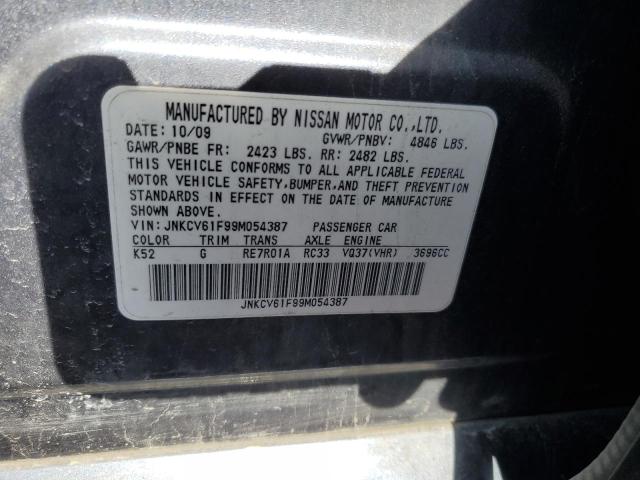 MANUFACTURED BY NISSAN MOTOR CO.,LTD.
DATE: 10/09 GVWR/PNBV: 4846 LBS.
GAWR/PNBE FR: 2423 LBS. RR: 2482 LBS.
THIS VEHICLE CONFORMS TO ALL APPLICABLE FEDERAL
MOTOR VEHICLE SAFETY,BUMPER,AND THEFT PREVENTION
STANDARDS IN EFFECT ON THE DATE OF MANUFACTURE
SHOWN ABOVE.
VIN: JNKCV61F99M054387 PASSENGER CAR
COLOR TRIM TRANS AXLE ENGINE
K52 G RE7R01A RC33 VQ37(VHR) 3696CC
JNKCV61F99M054387